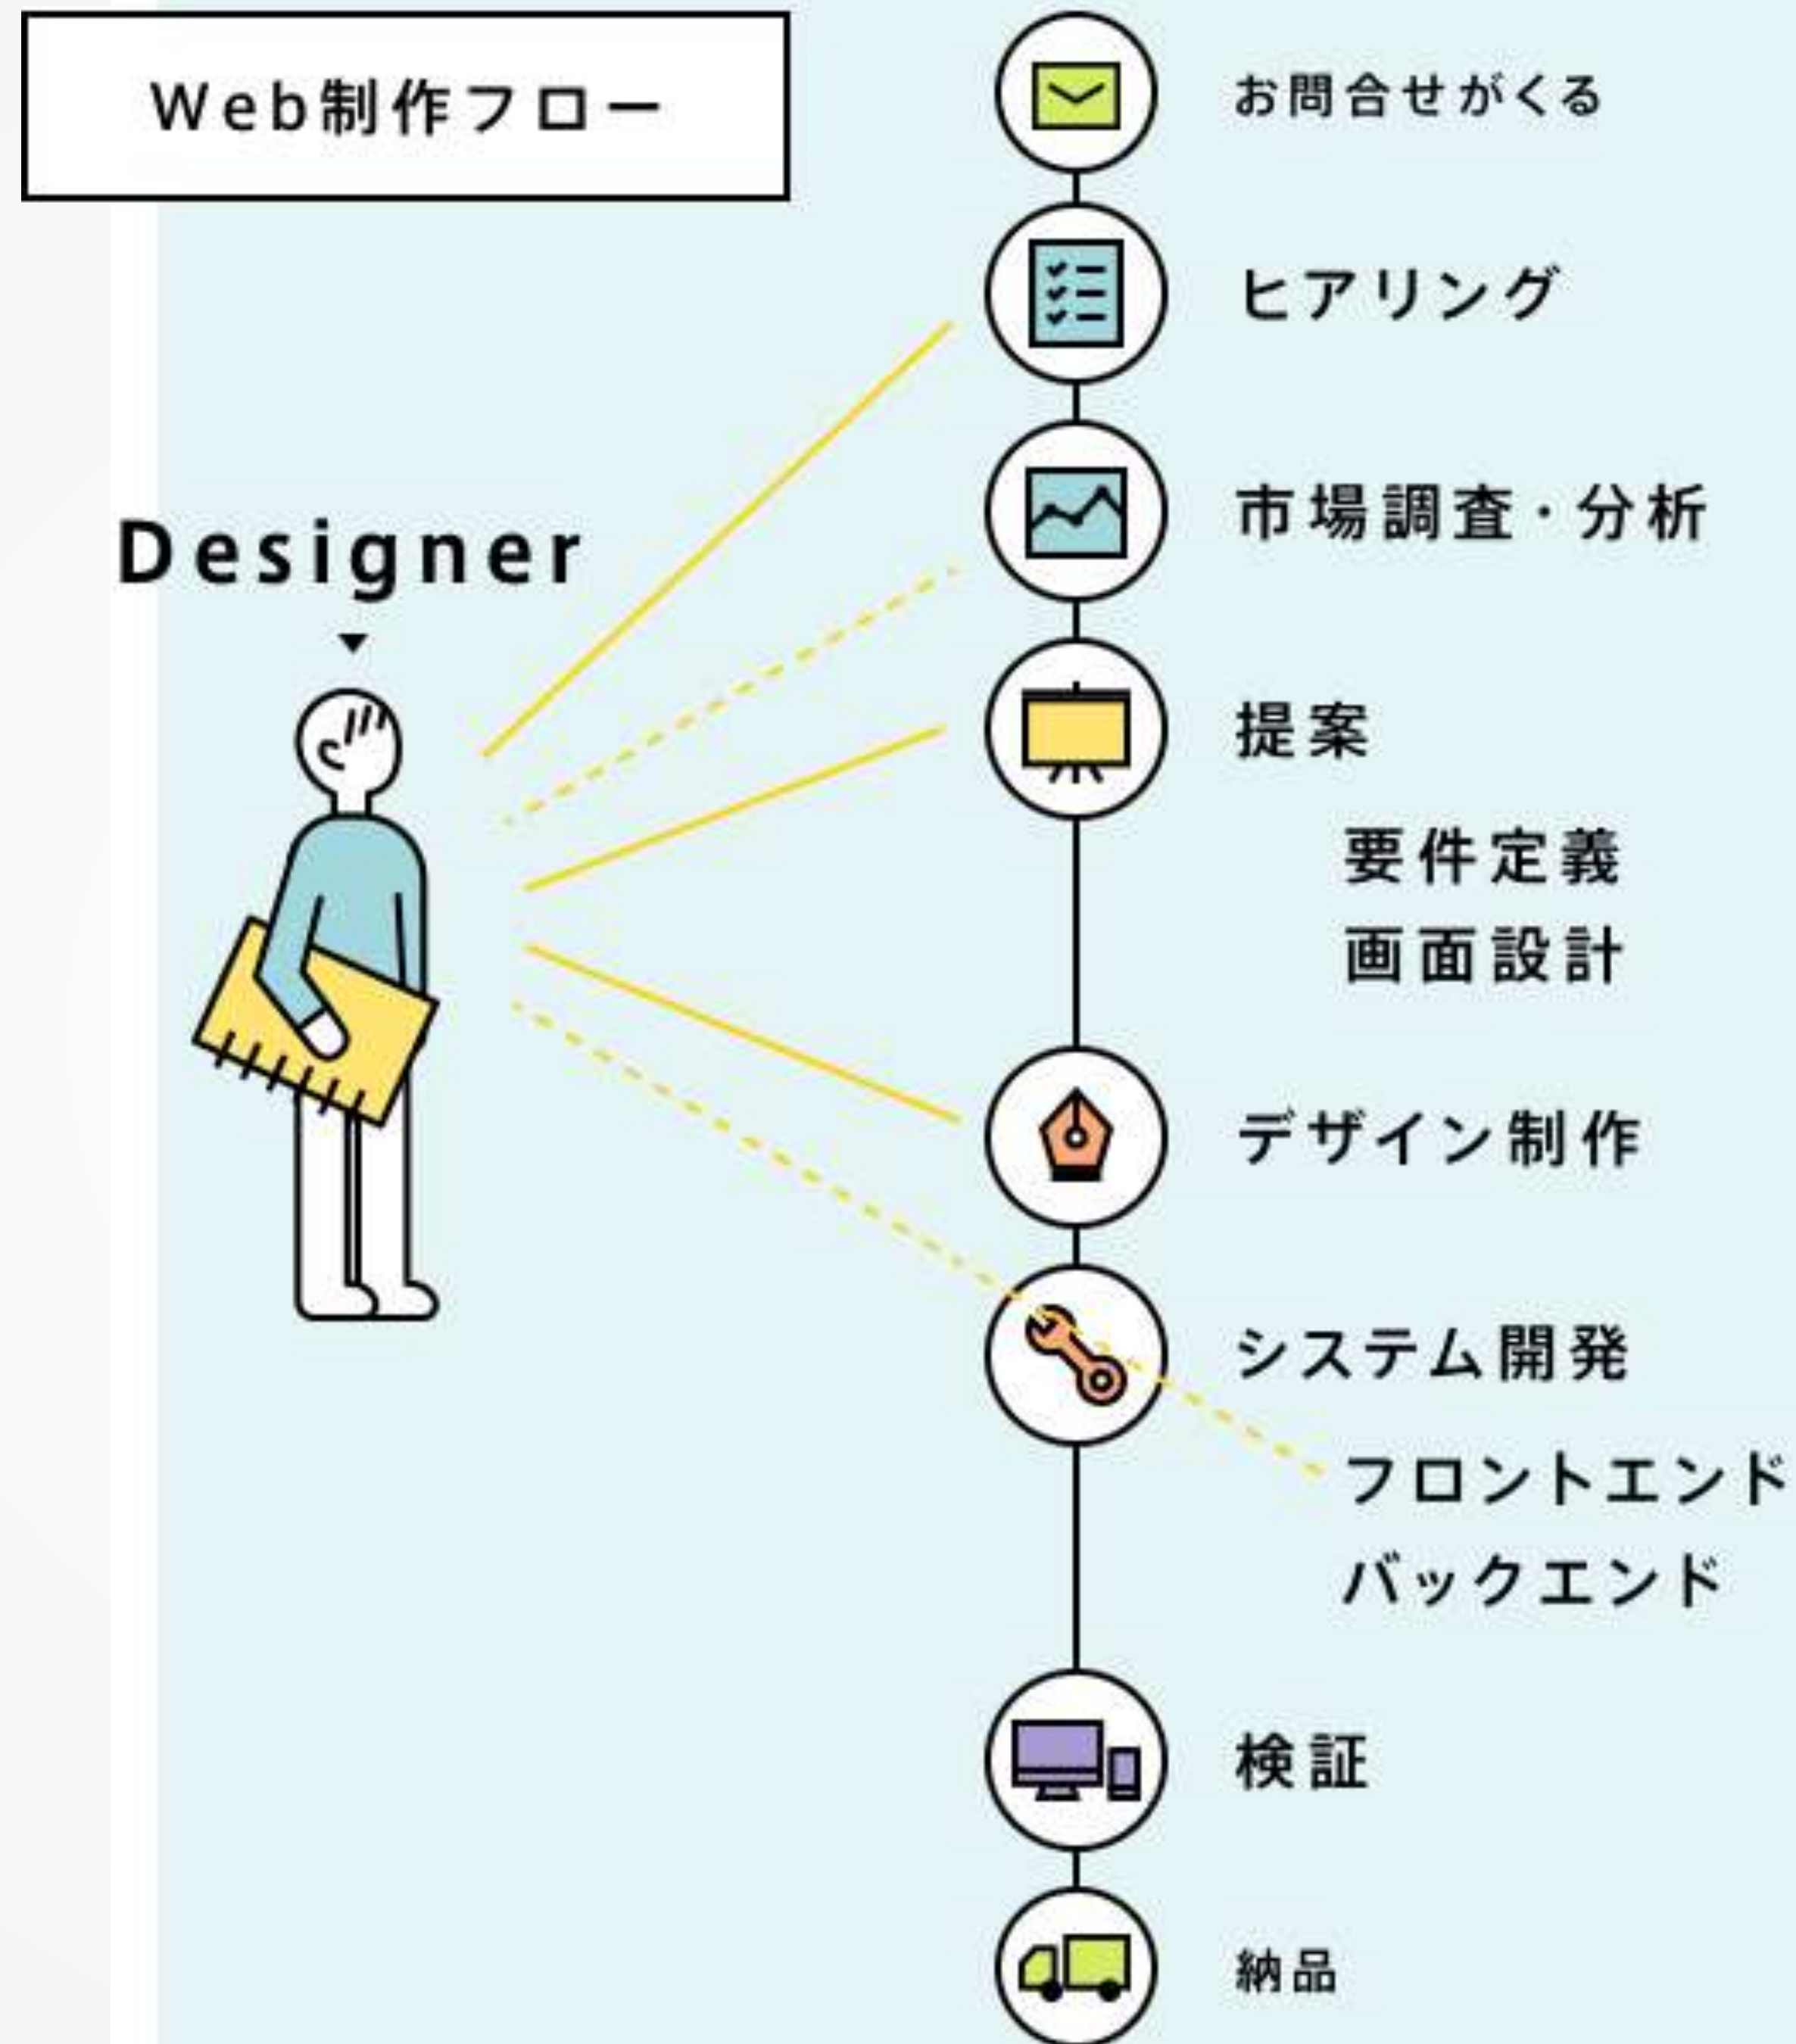 Web制作フロー
お問合せがくる
ヒアリング
市場調査・分析
Designer
提案
要件定義
画面設計
デザイン制作
システム開発
フロントエンド
バックエンド
検証
納品